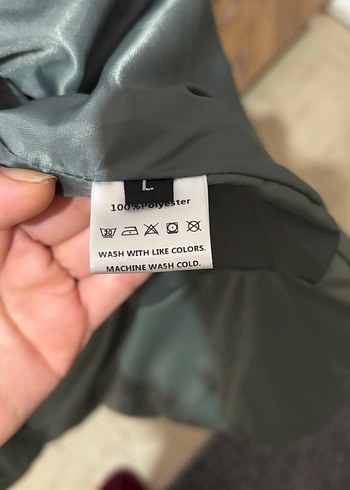 L
100%Polyester
WASH WITH LIKE COLORS.
MACHINE WASH COLD.